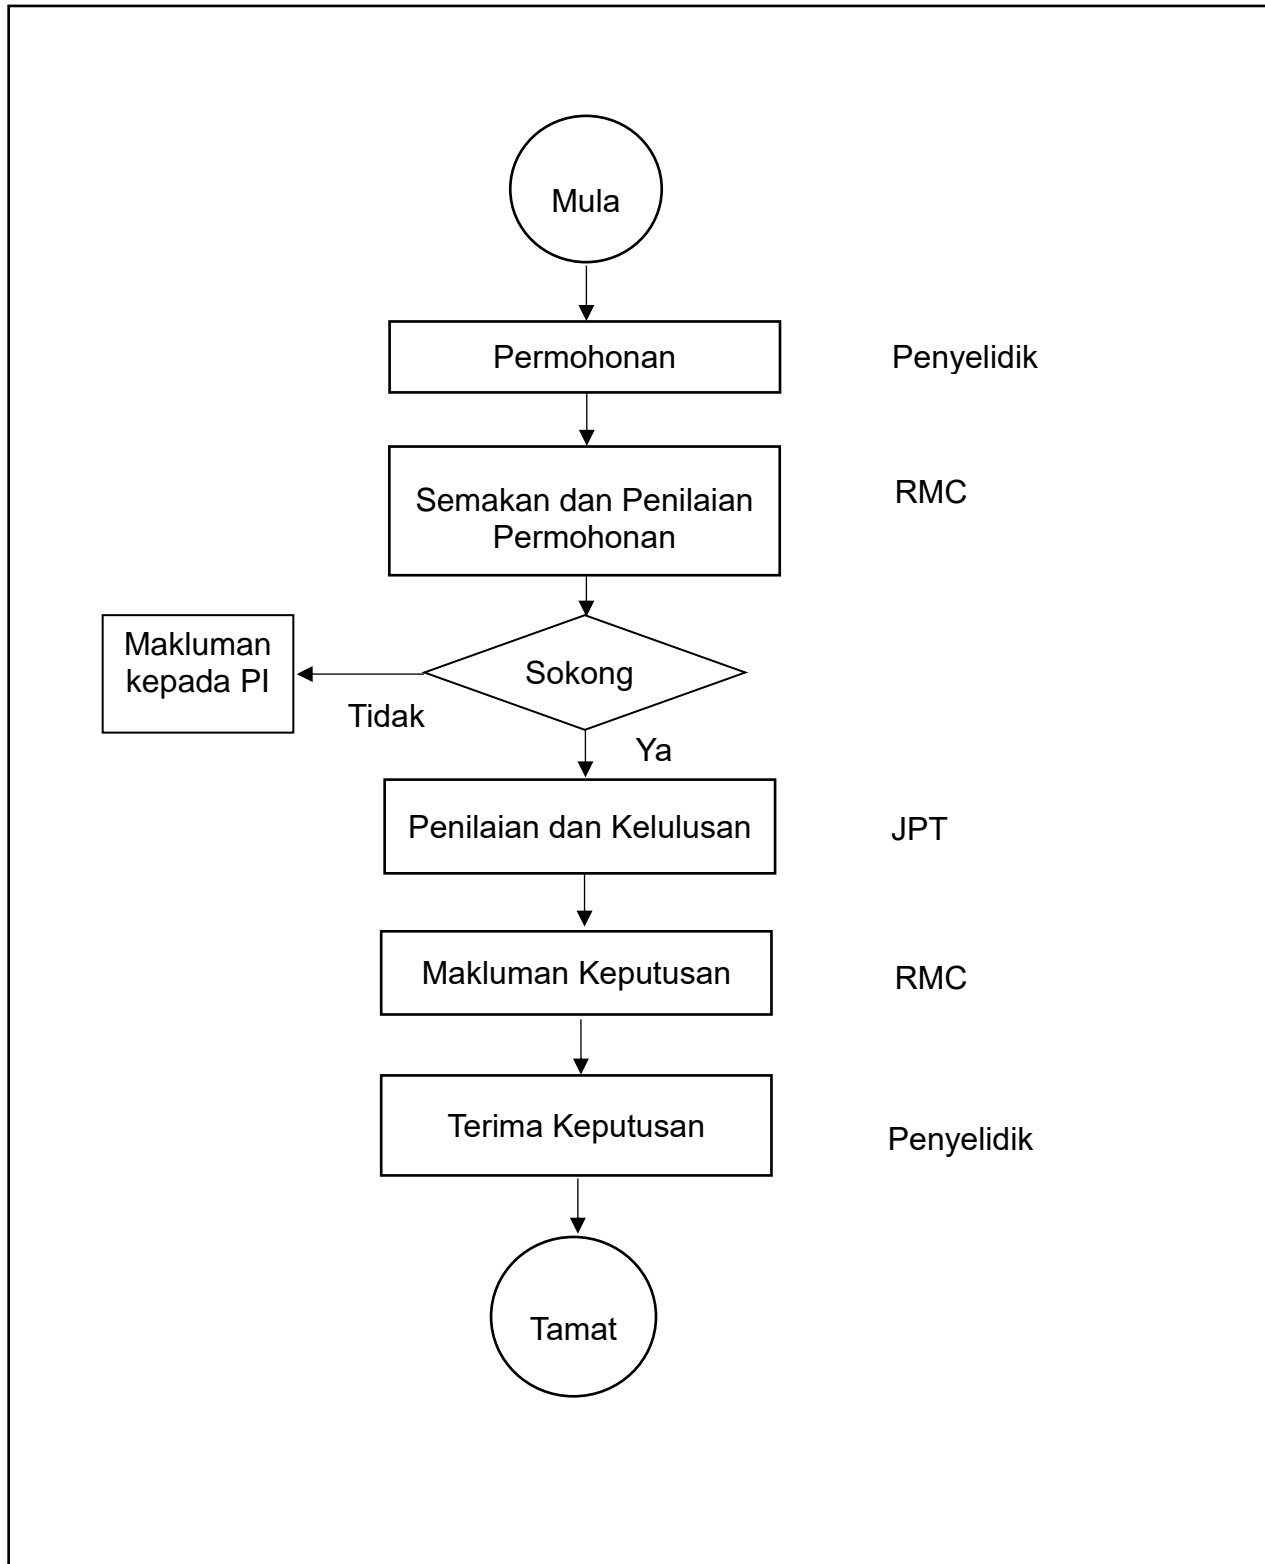 Mula
Permohonan
Penyelidik
Semakan dan Penilaian
Permohonan
RMC
Makluman
kepada PI
Sokong
Tidak
Ya
Penilaian dan Kelulusan
JPT
Makluman Keputusan
RMC
Terima Keputusan
Penyelidik
Tamat